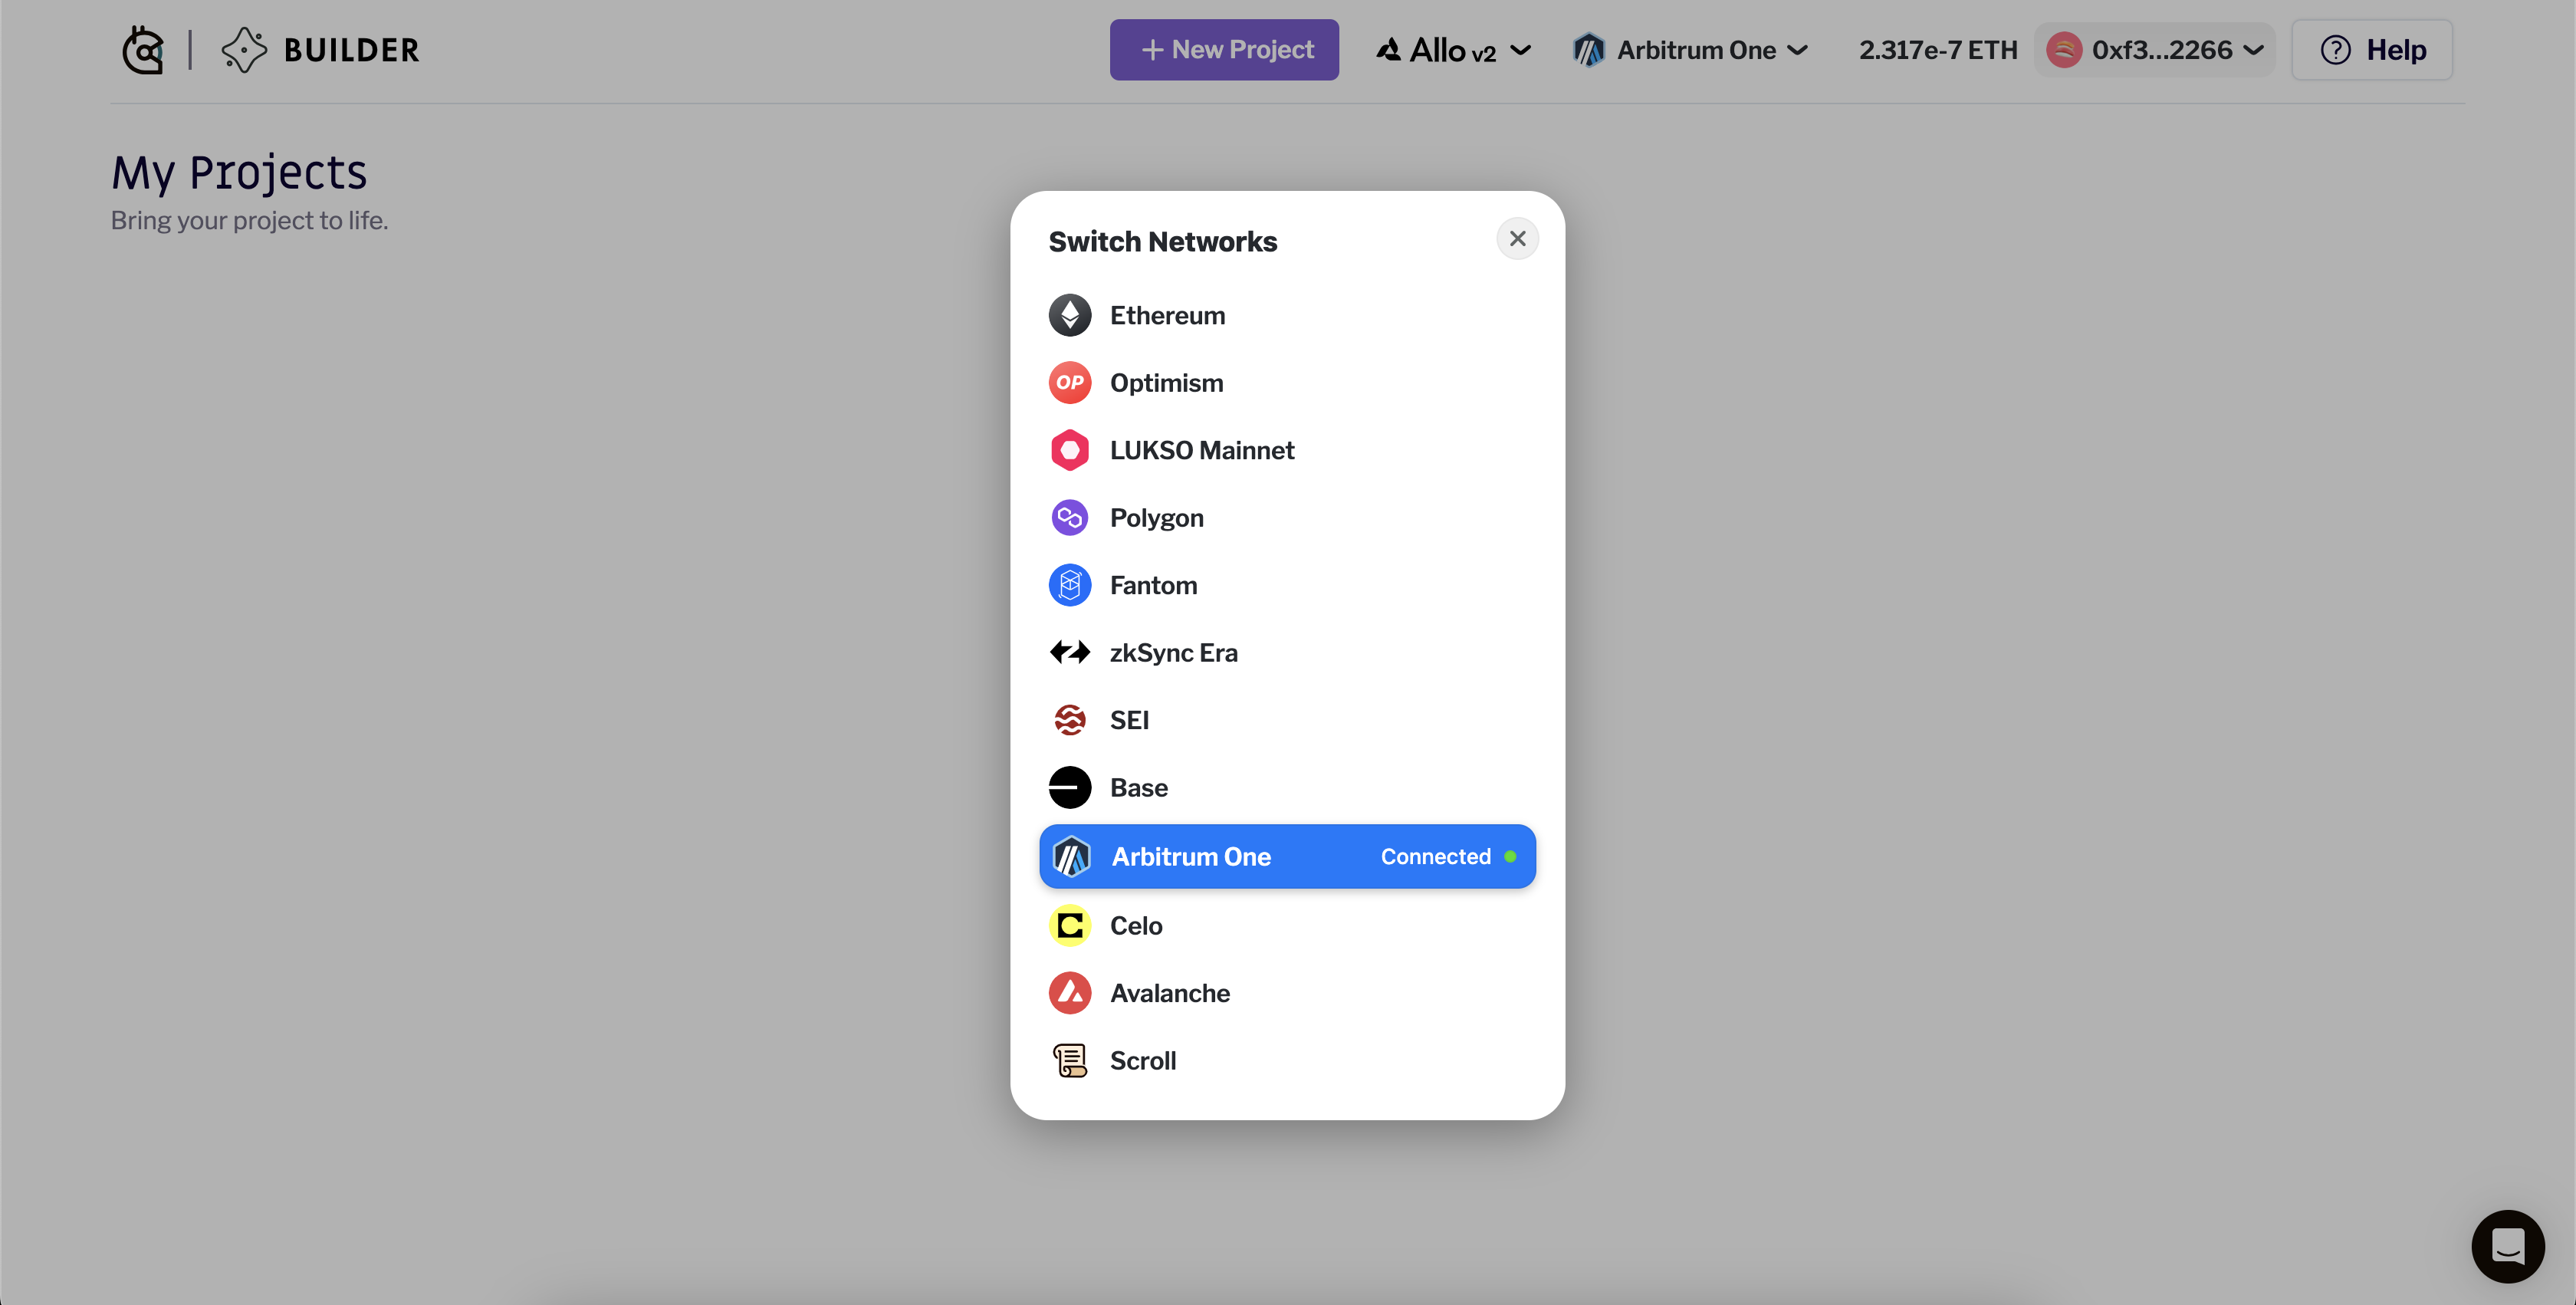 BUILDER
+ New Project
Allo v2
Arbitrum One
2.317e-7 ETH
0xf3...2266
? Help
My Projects
Bring your project to life.
Switch Networks
Ethereum
OP Optimism
LUKSO Mainnet
Polygon
Fantom
zkSync Era
SEI
Base
Arbitrum One Connected
Celo
Avalanche
Scroll